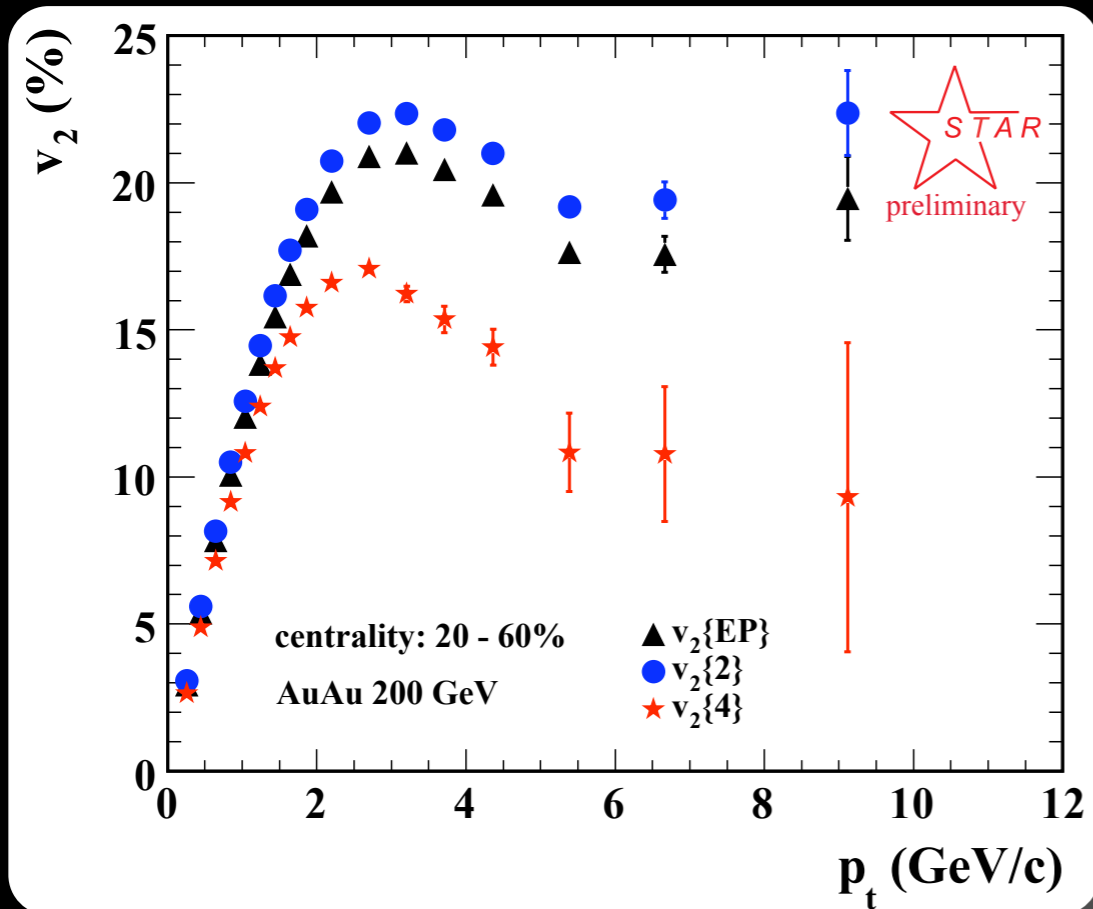 v2 (%)
25
20
15
10
5
0
STAR
preliminary
centrality: 20 - 60%
AuAu 200 GeV
v2{EP}
v2{2}
v2{4}
0 2 4 6 8 10 12
pt (GeV/c)